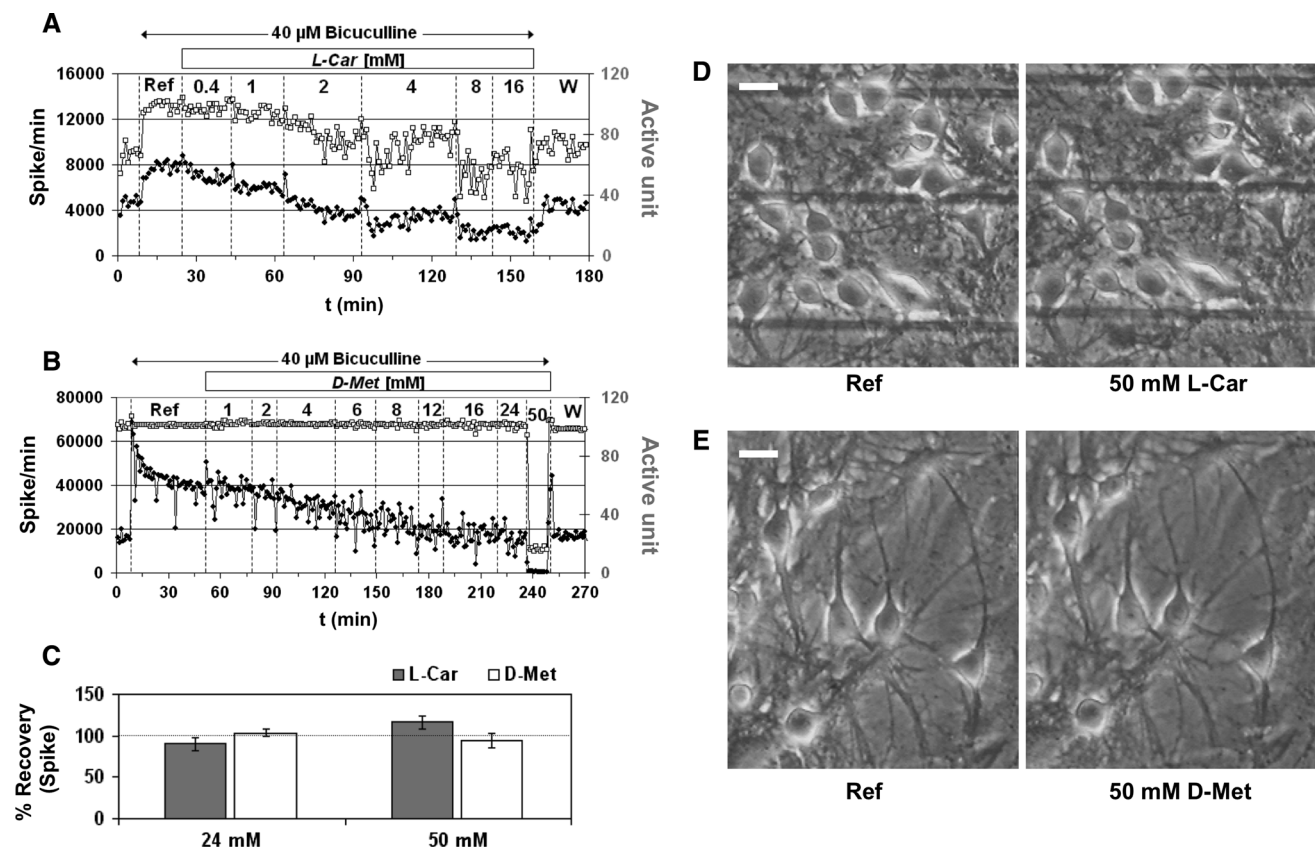 A
40 µM Bicuculline
L-Car [mM]
Ref 0.4 1 2 4 8 16 W
16000 120
12000
80
8000
40
4000
0 0
0 30 60 90 120 150 180
Spike/min
Active unit
t (min)
B
40 µM Bicuculline
D-Met [mM]
Ref 1 2 4 6 8 12 16 24 50 W
80000 120
60000
80
40000
40
20000
0 0
0 30 60 90 120 150 180 210 240 270
Spike/min
Active unit
t (min)
C
L-Car D-Met
150
100
50
0
% Recovery
(Spike)
24 mM 50 mM
D
Ref 50 mM L-Car
E
Ref 50 mM D-Met